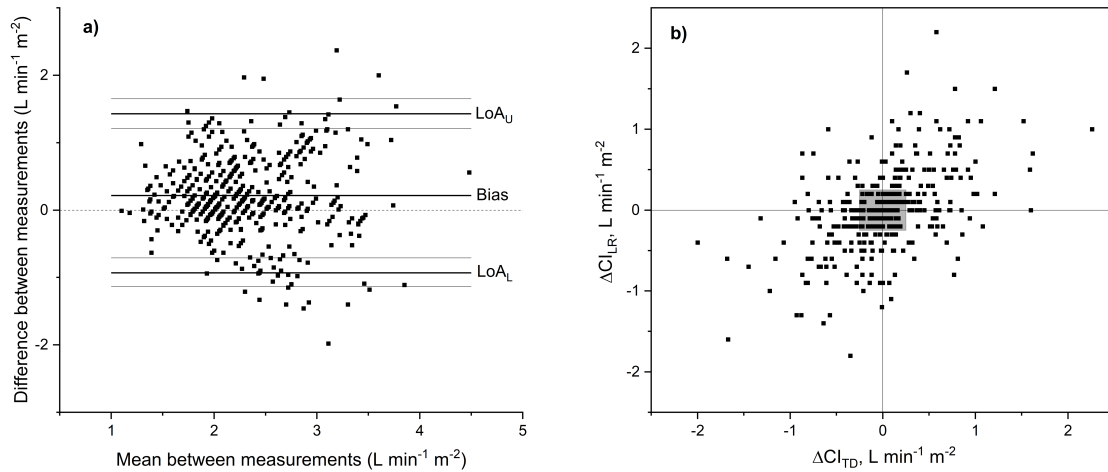 a)
Difference between measurements (L min⁻¹ m⁻²)
2
0
-2
LoA_U
Bias
LoA_L
1 2 3 4 5
Mean between measurements (L min⁻¹ m⁻²)
b)
ΔCI_LR, L min⁻¹ m⁻²
2
1
0
-1
-2
-2 -1 0 1 2
ΔCI_TD, L min⁻¹ m⁻²